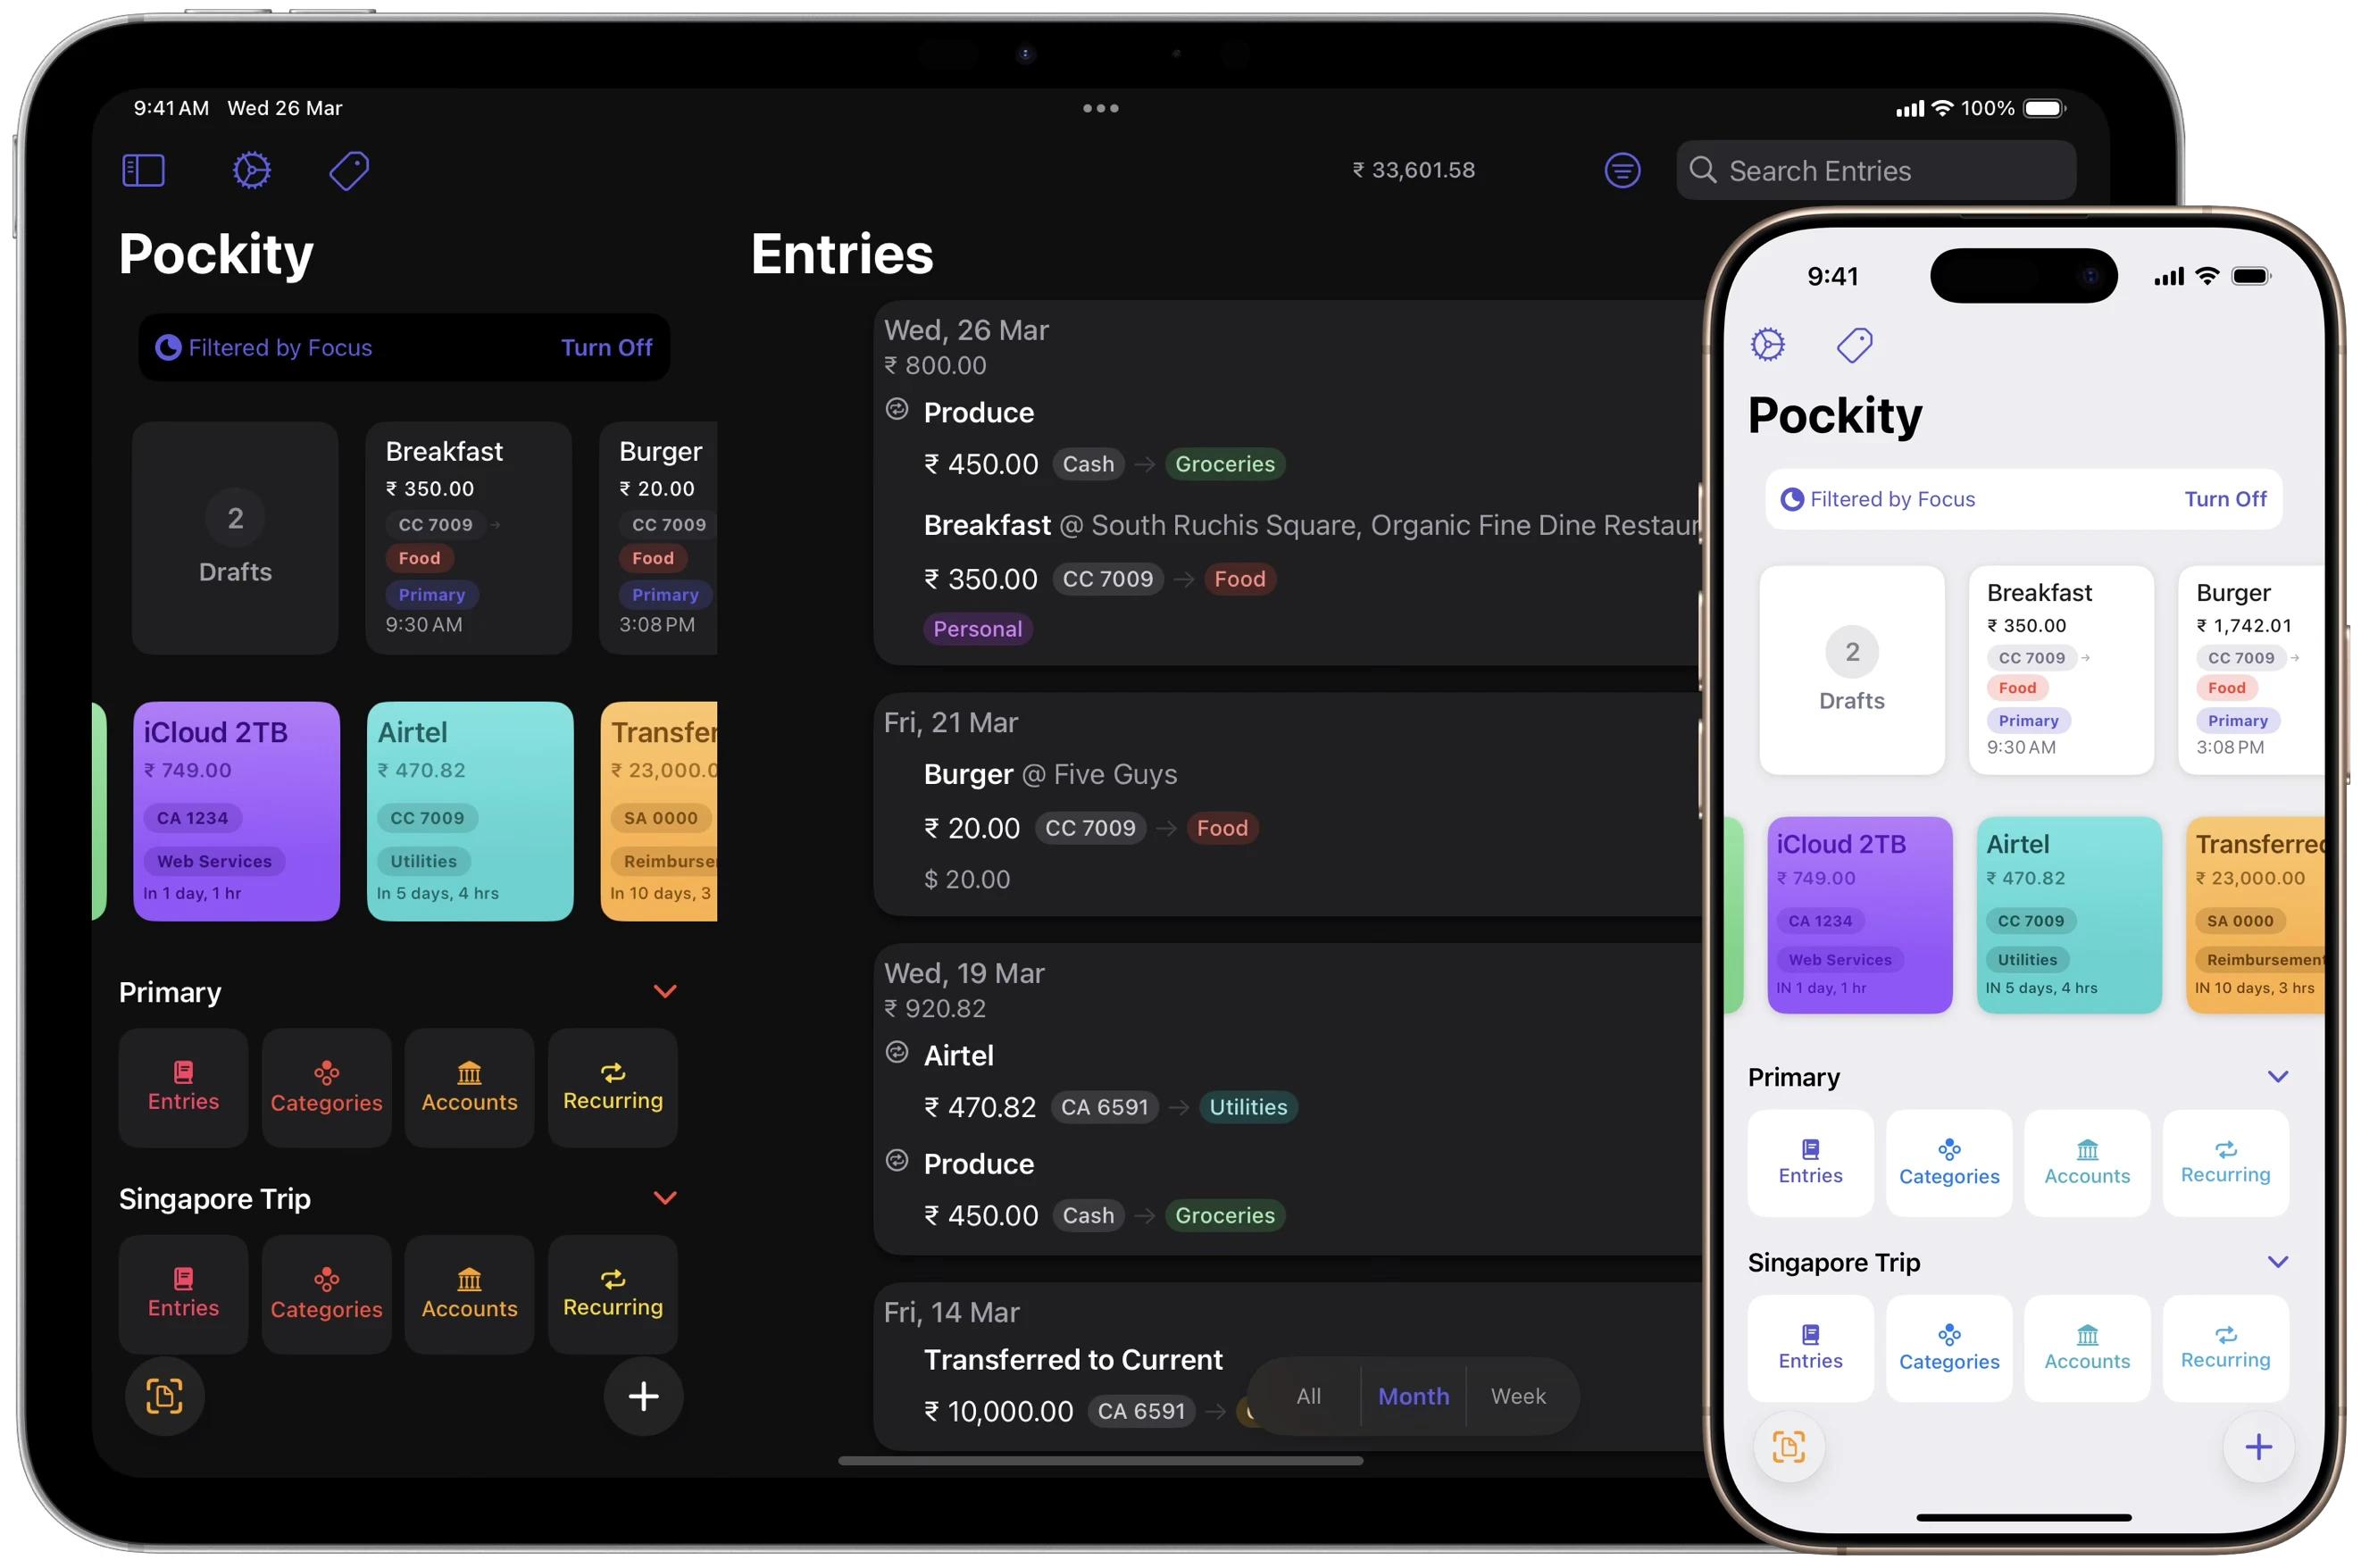 9:41 AM Wed 26 Mar
100%
₹ 33,601.58
Search Entries
Pockity
Filtered by Focus
Turn Off
2
Drafts
Breakfast
₹ 350.00
CC 7009 →
Food
Primary
9:30 AM
Burger
₹ 20.00
CC 7009
Food
Primary
3:08 PM
iCloud 2TB
₹ 749.00
CA 1234
Web Services
In 1 day, 1 hr
Airtel
₹ 470.82
CC 7009
Utilities
In 5 days, 4 hrs
Transfer
₹ 23,000.0
SA 0000
Reimburse
In 10 days, 3
Primary
Entries
Categories
Accounts
Recurring
Singapore Trip
Entries
Categories
Accounts
Recurring
Entries
Wed, 26 Mar
₹ 800.00
Produce
₹ 450.00 Cash → Groceries
Breakfast @ South Ruchis Square, Organic Fine Dine Restaur
₹ 350.00 CC 7009 → Food
Personal
Fri, 21 Mar
Burger @ Five Guys
₹ 20.00 CC 7009 → Food
$ 20.00
Wed, 19 Mar
₹ 920.82
Airtel
₹ 470.82 CA 6591 → Utilities
Produce
₹ 450.00 Cash → Groceries
Fri, 14 Mar
Transferred to Current
₹ 10,000.00 CA 6591 →
All
Month
Week
9:41
Pockity
Filtered by Focus
Turn Off
2
Drafts
Breakfast
₹ 350.00
CC 7009 →
Food
Primary
9:30 AM
Burger
₹ 1,742.01
CC 7009 →
Food
Primary
3:08 PM
iCloud 2TB
₹ 749.00
CA 1234
Web Services
IN 1 day, 1 hr
Airtel
₹ 470.82
CC 7009
Utilities
IN 5 days, 4 hrs
Transferred
₹ 23,000.00
SA 0000
Reimbursement
IN 10 days, 3 hrs
Primary
Entries
Categories
Accounts
Recurring
Singapore Trip
Entries
Categories
Accounts
Recurring